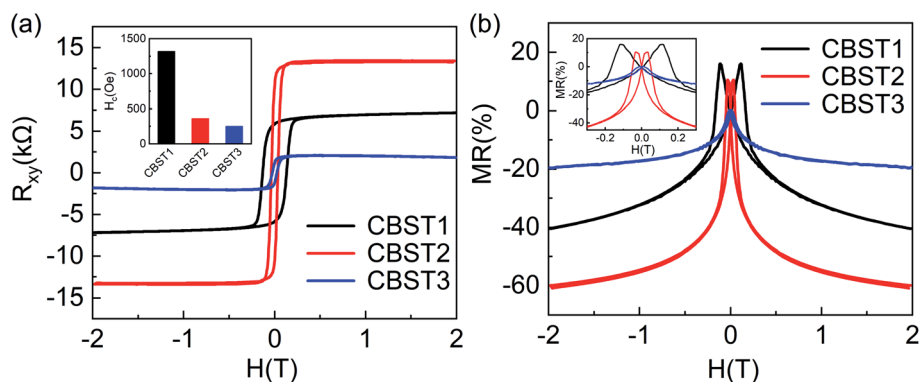 (a)
R_xy(kΩ)
15
10
5
0
-5
-10
-15
-2
-1
0
1
2
H(T)
H_c(Oe)
1500
1000
500
0
CBST1
CBST2
CBST3
CBST1
CBST2
CBST3
(b)
MR(%)
20
0
-20
-40
-60
-2
-1
0
1
2
H(T)
MR(%)
20
0
-20
-40
-0.2
0.0
0.2
H(T)
CBST1
CBST2
CBST3